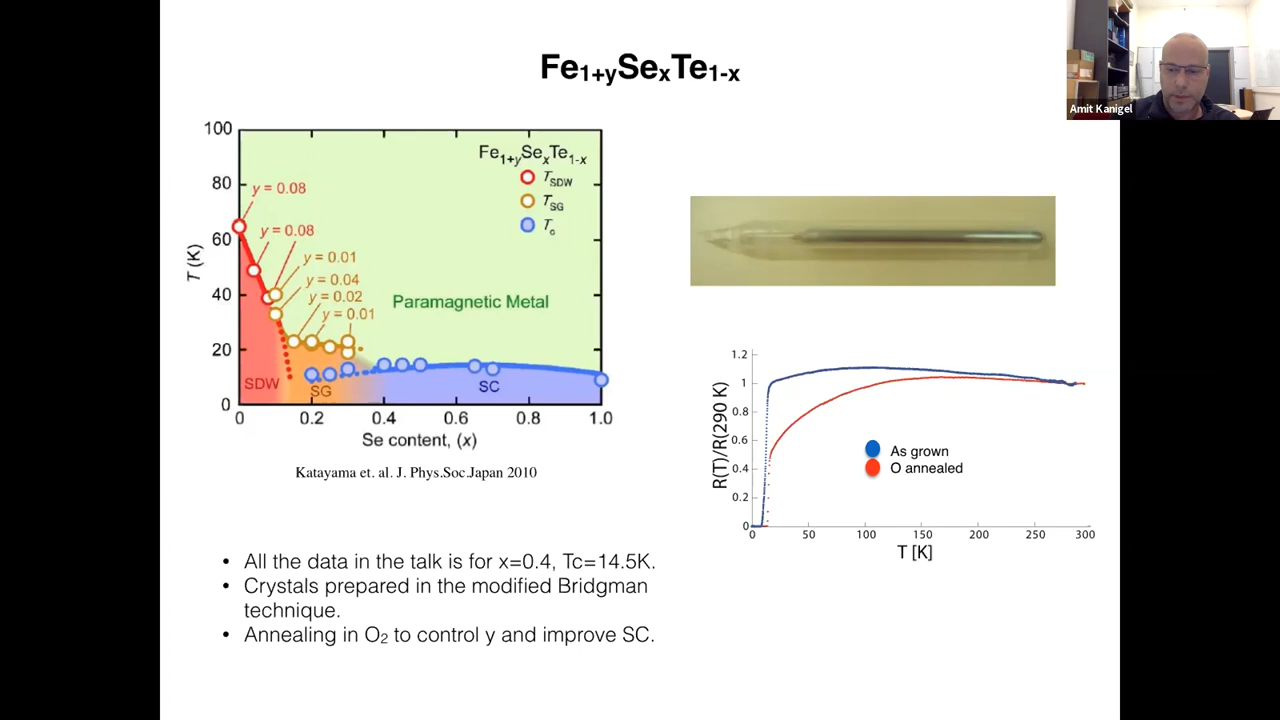 Fe1+ySexTe1-x
Amit Kanigel
100
80
60
40
20
0
T (K)
y = 0.08
y = 0.08
y = 0.01
y = 0.04
y = 0.02
y = 0.01
Fe1+ySexTe1-x
TSDW
TSG
Tc
Paramagnetic Metal
SDW
SG
SC
0
0.2
0.4
0.6
0.8
1.0
Se content, (x)
Katayama et. al. J. Phys.Soc.Japan 2010
1.2
1
0.8
0.6
0.4
0.2
0
R(T)/R(290 K)
As grown
O annealed
0
50
100
150
200
250
300
T [K]
• All the data in the talk is for x=0.4, Tc=14.5K.
• Crystals prepared in the modified Bridgman
technique.
• Annealing in O2 to control y and improve SC.